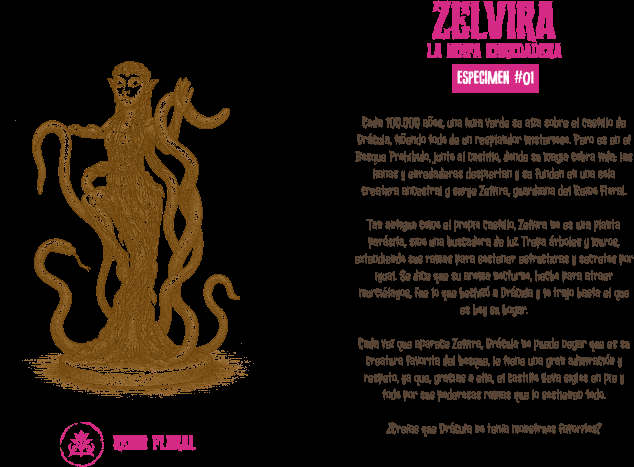 ZELVIRA
LA NINFA ENREDADERA
ESPECIMEN #01
Cada 100.000 años, una luna verde se alza sobre el castillo de
Drácula, tiñendo todo de un resplandor misterioso. Pero es en el
Bosque Prohibido, junto al castillo, donde su magia cobra vida: las
lianas y enredaderas despiertan y se funden en una sola
criatura ancestral y surge Zelvira, guardiana del Reino Floral.
Tan antigua como el propio castillo, Zelvira no es una planta
parásita, sino una buscadora de luz. Trepa árboles y muros,
extendiendo sus ramas para sostener estructuras y secretos por
igual. Se dice que su aroma nocturno, hecho para atraer
murciélagos, fue lo que hechizó a Drácula y lo trajo hasta el que
es hoy su hogar.
Cada vez que aparece Zelvira, Drácula no puede negar que es su
criatura favorita del bosque, le tiene una gran admiración y
respeto, ya que, gracias a ella, el castillo lleva siglos en pie y
todo por sus poderosas ramas que lo sostienen todo.
¿Creías que Drácula no tenía monstruos favoritos?
REINO FLORAL